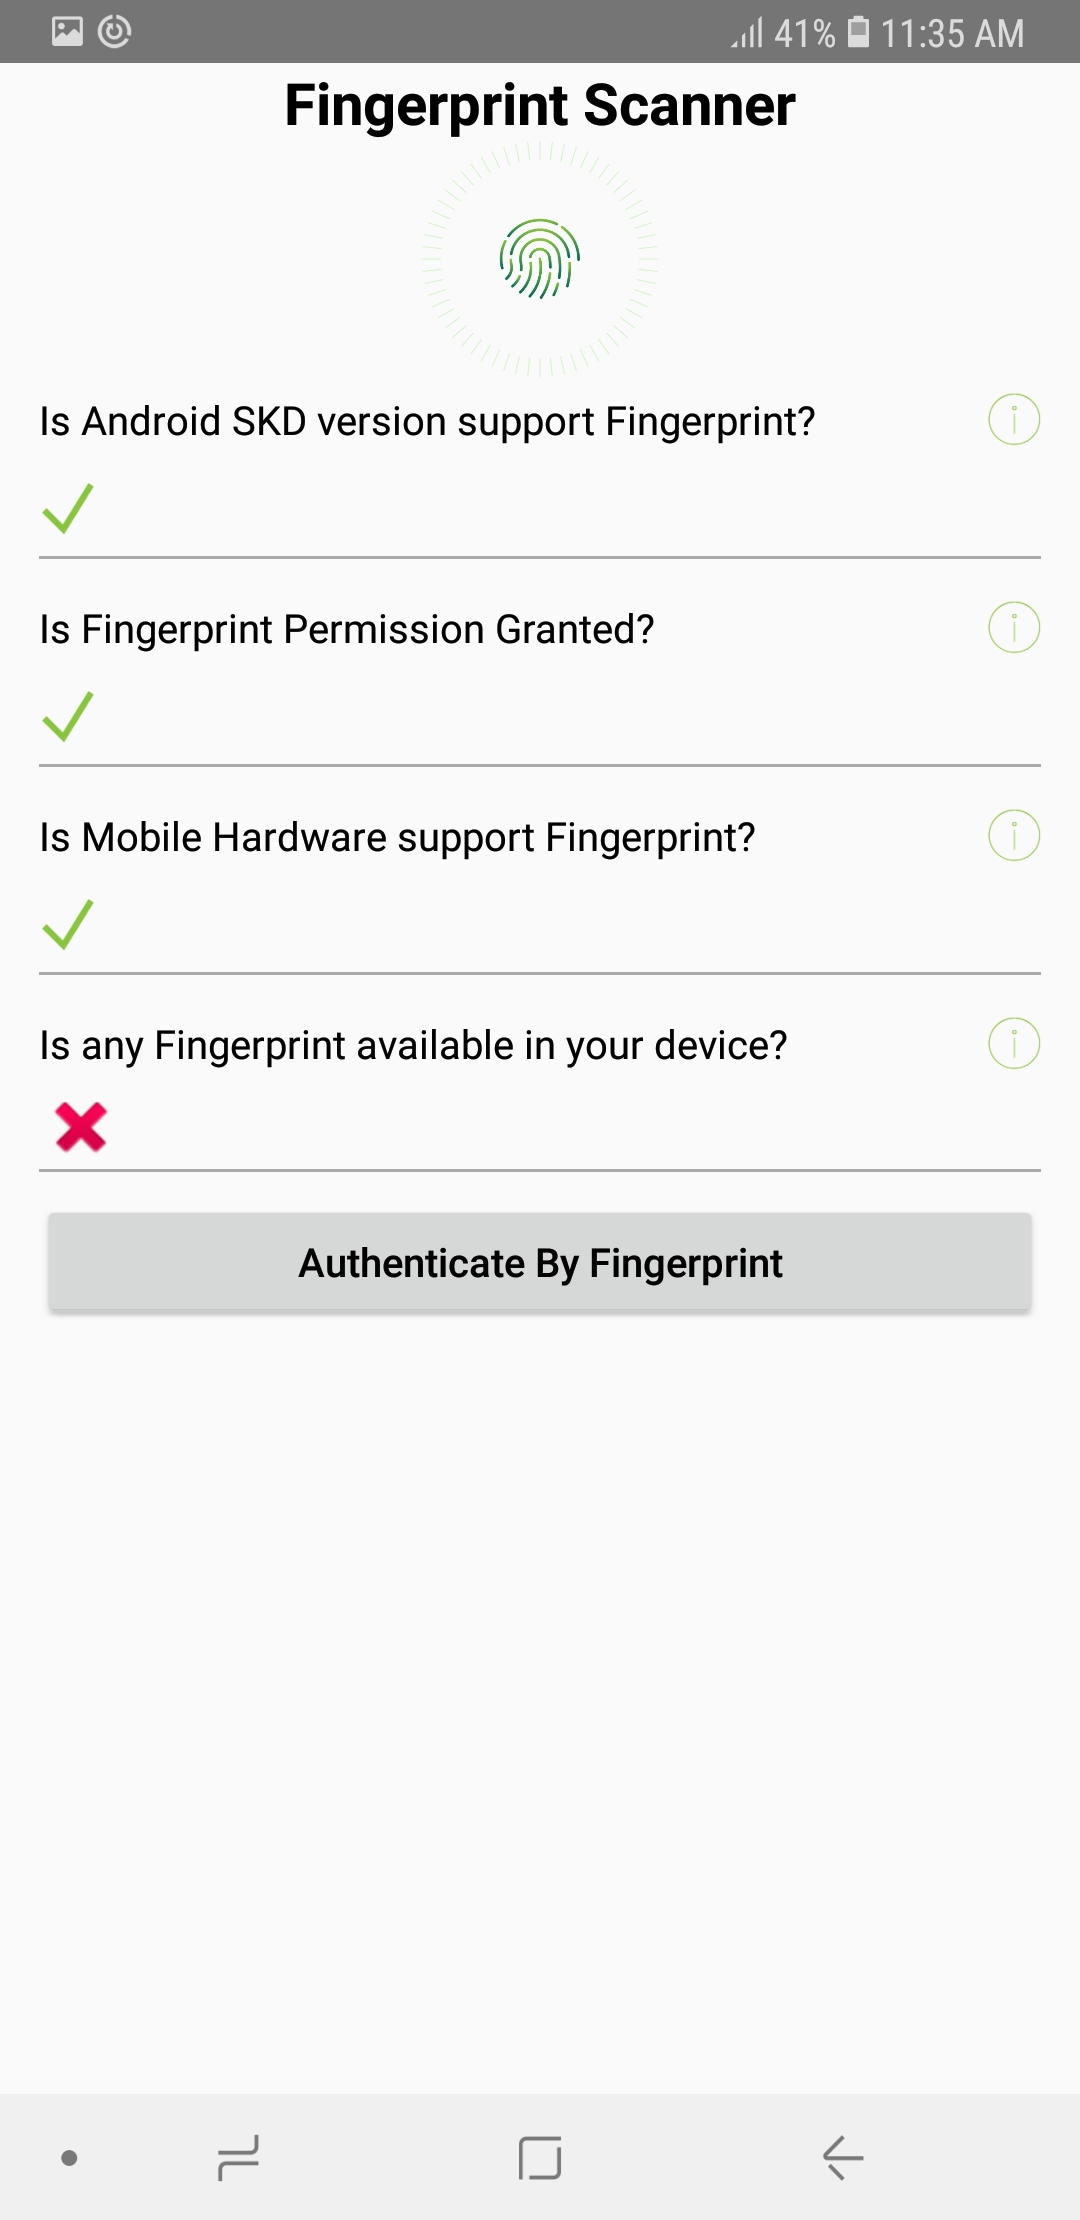 41% 11:35 AM
Fingerprint Scanner
Is Android SKD version support Fingerprint?
Is Fingerprint Permission Granted?
Is Mobile Hardware support Fingerprint?
Is any Fingerprint available in your device?
Authenticate By Fingerprint